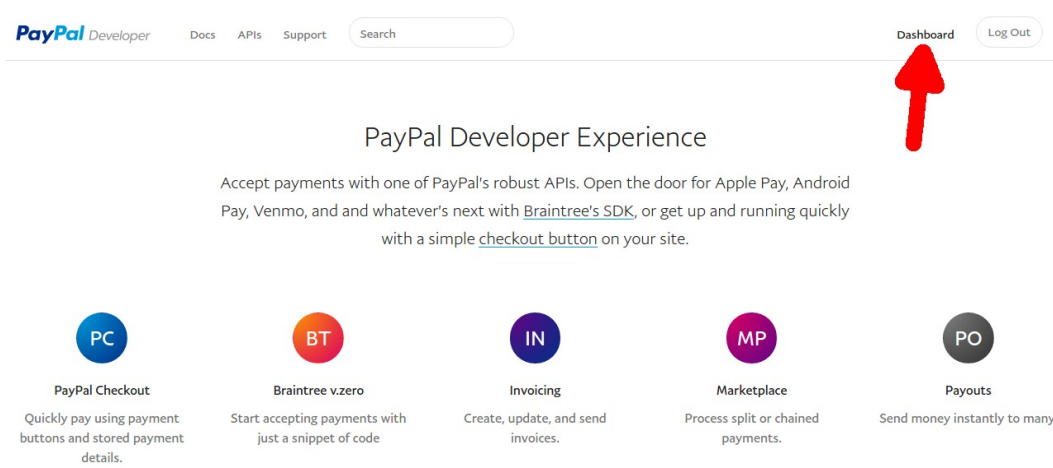 PayPal Developer Docs APIs Support Search Dashboard Log Out
PayPal Developer Experience
Accept payments with one of PayPal's robust APIs. Open the door for Apple Pay, Android
Pay, Venmo, and and whatever's next with Braintree's SDK, or get up and running quickly
with a simple checkout button on your site.
PC
PayPal Checkout
Quickly pay using payment
buttons and stored payment
details.
BT
Braintree v.zero
Start accepting payments with
just a snippet of code
IN
Invoicing
Create, update, and send
invoices.
MP
Marketplace
Process split or chained
payments.
PO
Payouts
Send money instantly to many